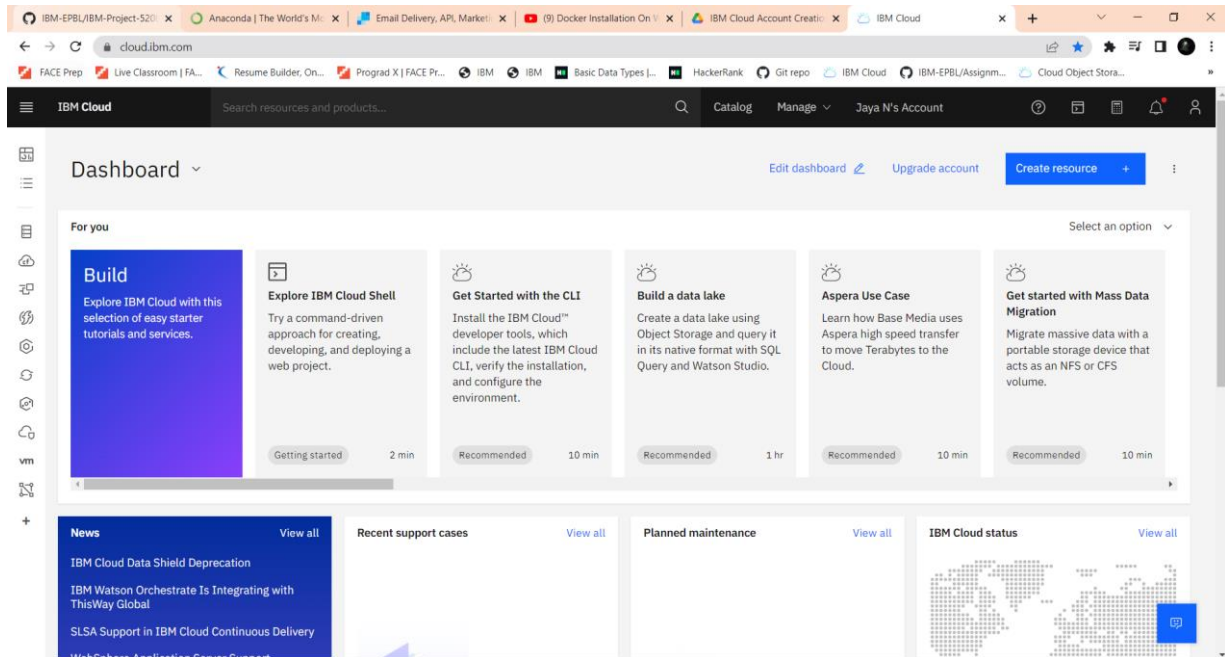 IBM-EPBL/IBM-Project-520
Anaconda | The World's Mo
Email Delivery, API, Marketi
(9) Docker Installation On W
IBM Cloud Account Creatio
IBM Cloud
cloud.ibm.com
FACE Prep
Live Classroom | FA...
Resume Builder, On...
Prograd X | FACE Pr...
IBM
IBM
Basic Data Types |...
HackerRank
Git repo
IBM Cloud
IBM-EPBL/Assignm...
Cloud Object Stora...
»
IBM Cloud
Search resources and products...
Catalog
Manage
Jaya N's Account
Dashboard
Edit dashboard
Upgrade account
Create resource +
For you
Select an option
Build
Explore IBM Cloud with this
selection of easy starter
tutorials and services.
Explore IBM Cloud Shell
Try a command-driven
approach for creating,
developing, and deploying a
web project.
Getting started
2 min
Get Started with the CLI
Install the IBM Cloud™
developer tools, which
include the latest IBM Cloud
CLI, verify the installation,
and configure the
environment.
Recommended
10 min
Build a data lake
Create a data lake using
Object Storage and query it
in its native format with SQL
Query and Watson Studio.
Recommended
1 hr
Aspera Use Case
Learn how Base Media uses
Aspera high speed transfer
to move Terabytes to the
Cloud.
Recommended
10 min
Get started with Mass Data
Migration
Migrate massive data with a
portable storage device that
acts as an NFS or CFS
volume.
Recommended
10 min
vm
News
View all
IBM Cloud Data Shield Deprecation
IBM Watson Orchestrate Is Integrating with
ThisWay Global
SLSA Support in IBM Cloud Continuous Delivery
WebSphere Application Server Support
Recent support cases
View all
Planned maintenance
View all
IBM Cloud status
View all